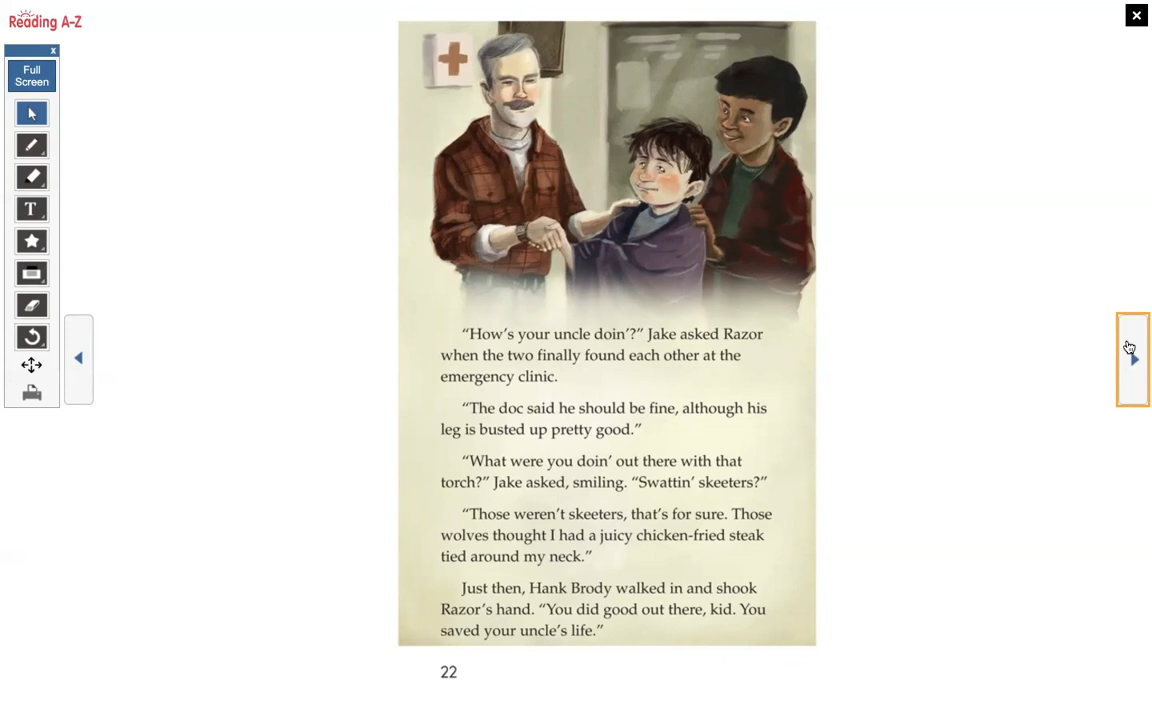 Reading A-Z
x
Full
Screen
T
“How’s your uncle doin’?” Jake asked Razor
when the two finally found each other at the
emergency clinic.
“The doc said he should be fine, although his
leg is busted up pretty good.”
“What were you doin’ out there with that
torch?” Jake asked, smiling. “Swattin’ skeeters?”
“Those weren’t skeeters, that’s for sure. Those
wolves thought I had a juicy chicken-fried steak
tied around my neck.”
Just then, Hank Brody walked in and shook
Razor’s hand. “You did good out there, kid. You
saved your uncle’s life.”
22